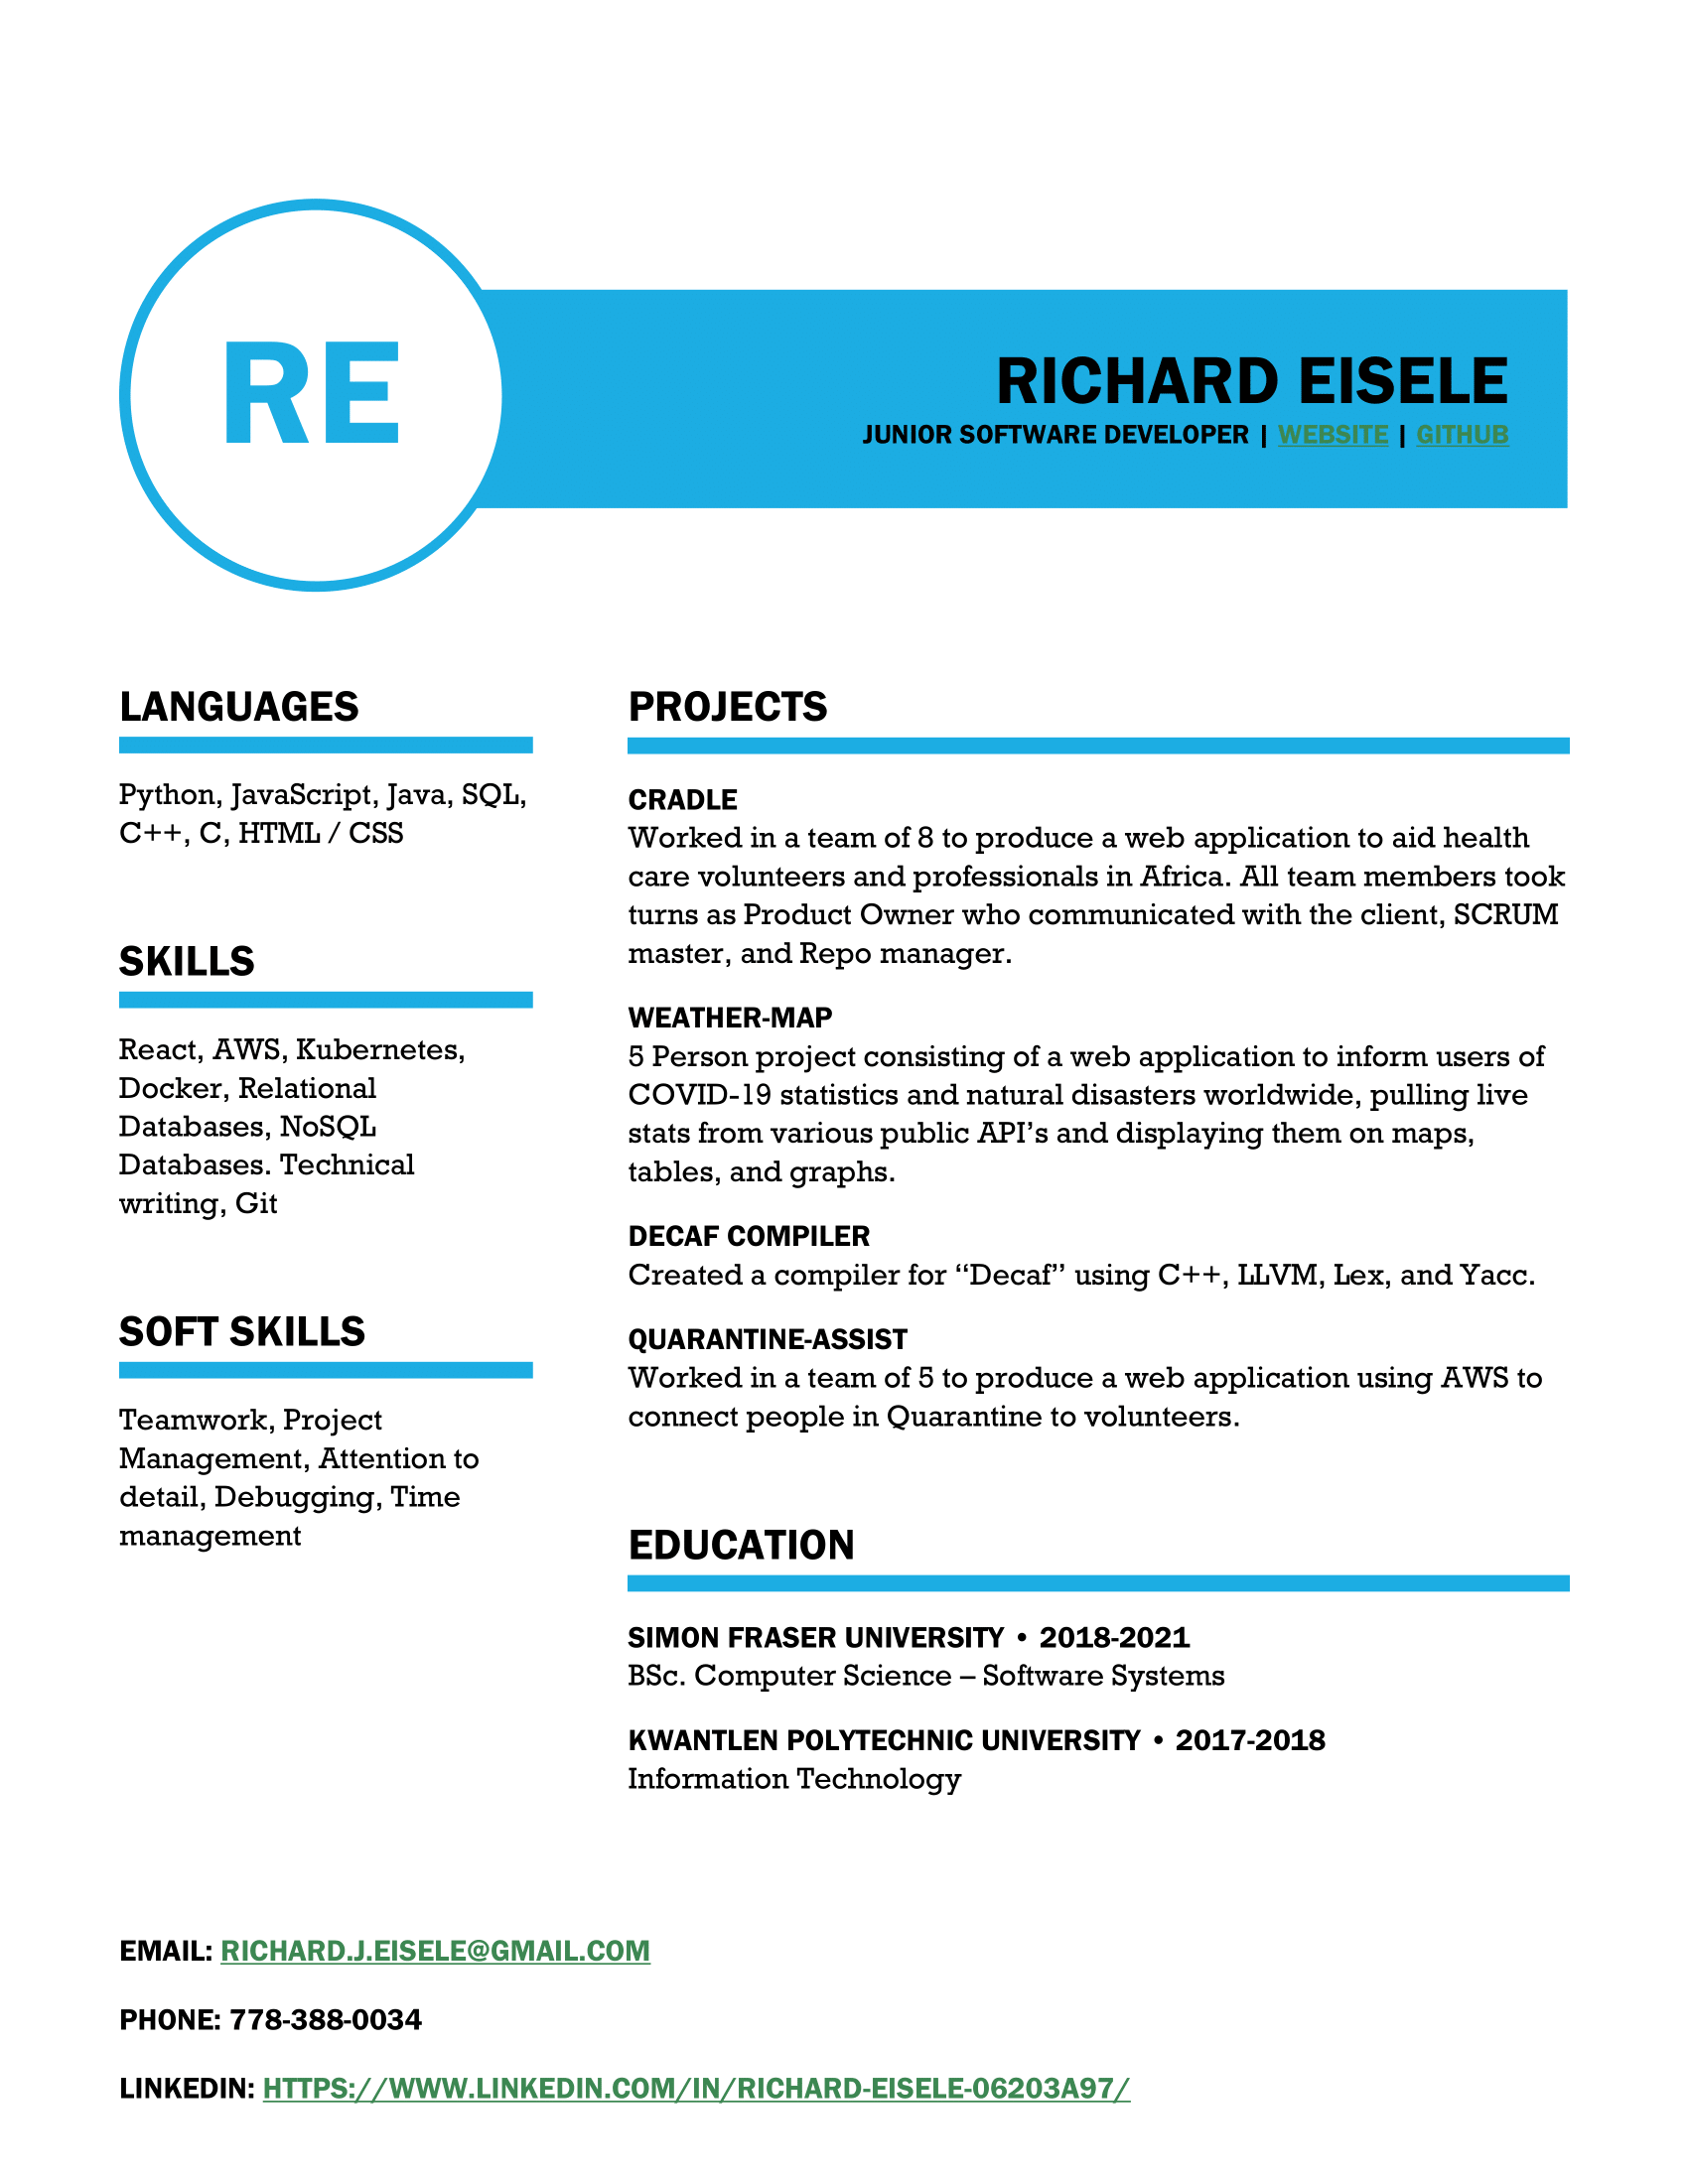 RE
RICHARD EISELE
JUNIOR SOFTWARE DEVELOPER | WEBSITE | GITHUB
LANGUAGES
Python, JavaScript, Java, SQL,
C++, C, HTML / CSS
SKILLS
React, AWS, Kubernetes,
Docker, Relational
Databases, NoSQL
Databases. Technical
writing, Git
SOFT SKILLS
Teamwork, Project
Management, Attention to
detail, Debugging, Time
management
PROJECTS
CRADLE
Worked in a team of 8 to produce a web application to aid health
care volunteers and professionals in Africa. All team members took
turns as Product Owner who communicated with the client, SCRUM
master, and Repo manager.
WEATHER-MAP
5 Person project consisting of a web application to inform users of
COVID-19 statistics and natural disasters worldwide, pulling live
stats from various public API’s and displaying them on maps,
tables, and graphs.
DECAF COMPILER
Created a compiler for “Decaf” using C++, LLVM, Lex, and Yacc.
QUARANTINE-ASSIST
Worked in a team of 5 to produce a web application using AWS to
connect people in Quarantine to volunteers.
EDUCATION
SIMON FRASER UNIVERSITY • 2018-2021
BSc. Computer Science – Software Systems
KWANTLEN POLYTECHNIC UNIVERSITY • 2017-2018
Information Technology
EMAIL: RICHARD.J.EISELE@GMAIL.COM
PHONE: 778-388-0034
LINKEDIN: HTTPS://WWW.LINKEDIN.COM/IN/RICHARD-EISELE-06203A97/